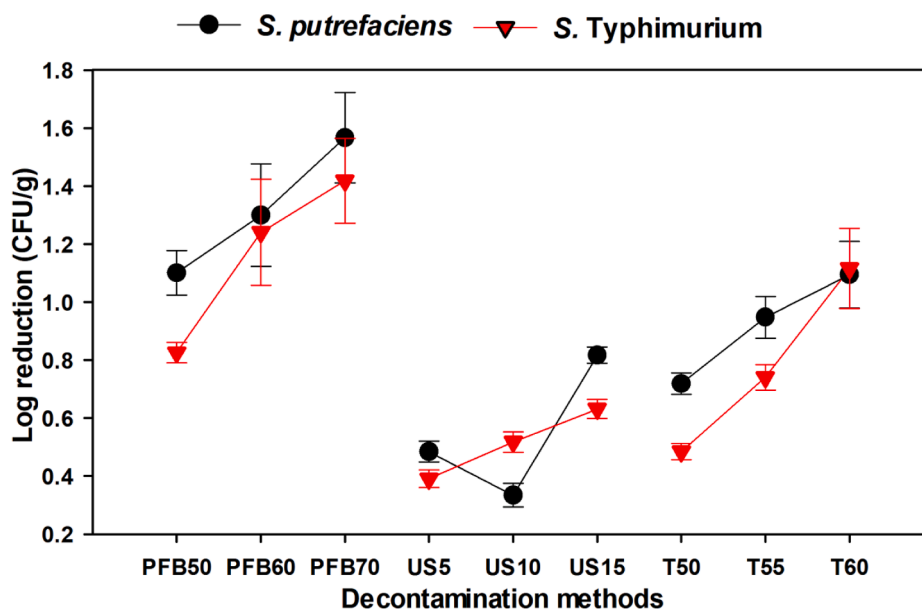 S. putrefaciens S. Typhimurium
1.8
1.6
1.4
1.2
1.0
0.8
0.6
0.4
0.2
Log reduction (CFU/g)
PFB50 PFB60 PFB70 US5 US10 US15 T50 T55 T60
Decontamination methods